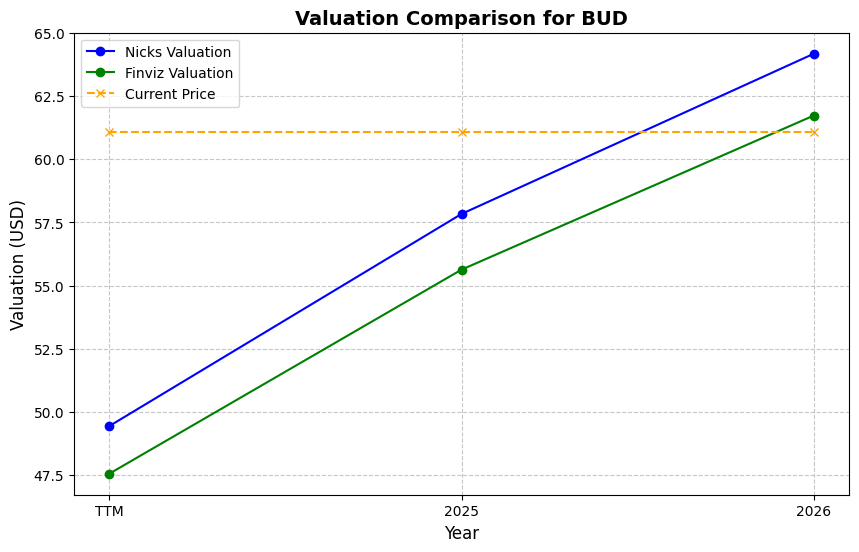 Valuation Comparison for BUD
Nicks Valuation
Finviz Valuation
Current Price
Valuation (USD)
65.0
62.5
60.0
57.5
55.0
52.5
50.0
47.5
TTM
2025
2026
Year